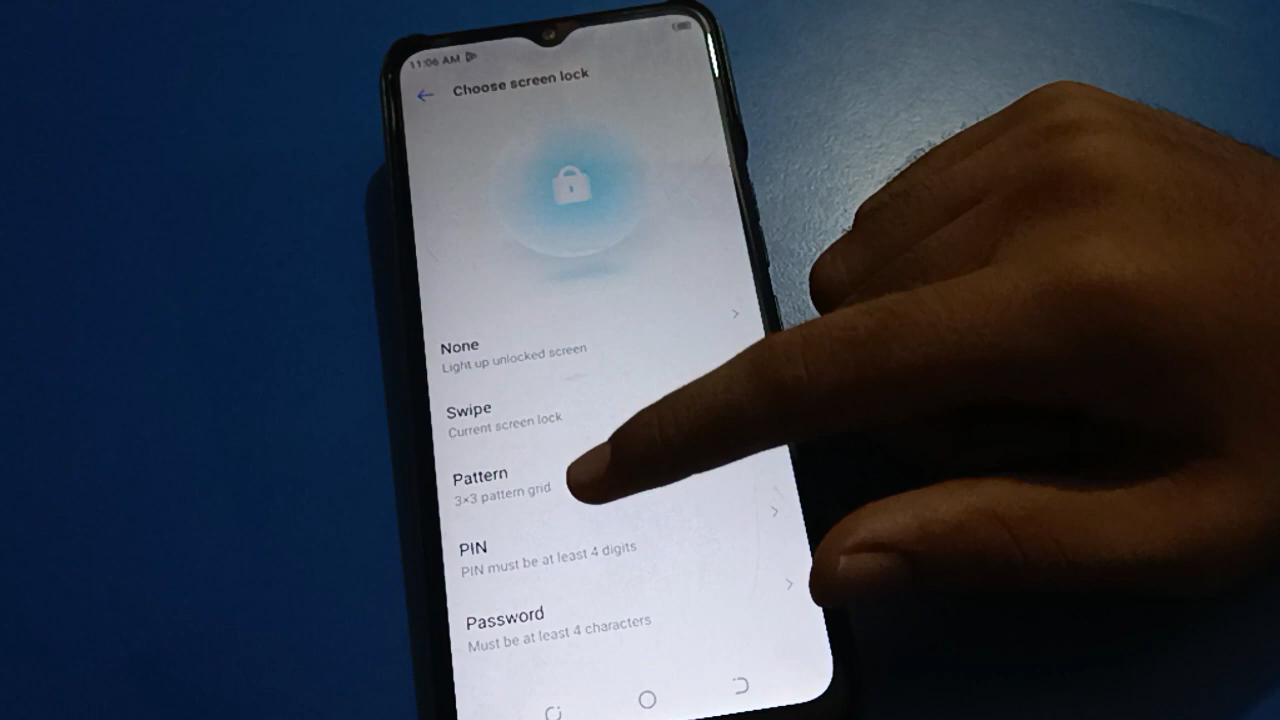 11:06 AM
Choose screen lock
None
Light up unlocked screen
Swipe
Current screen lock
Pattern
3×3 pattern grid
PIN
PIN must be at least 4 digits
Password
Must be at least 4 characters